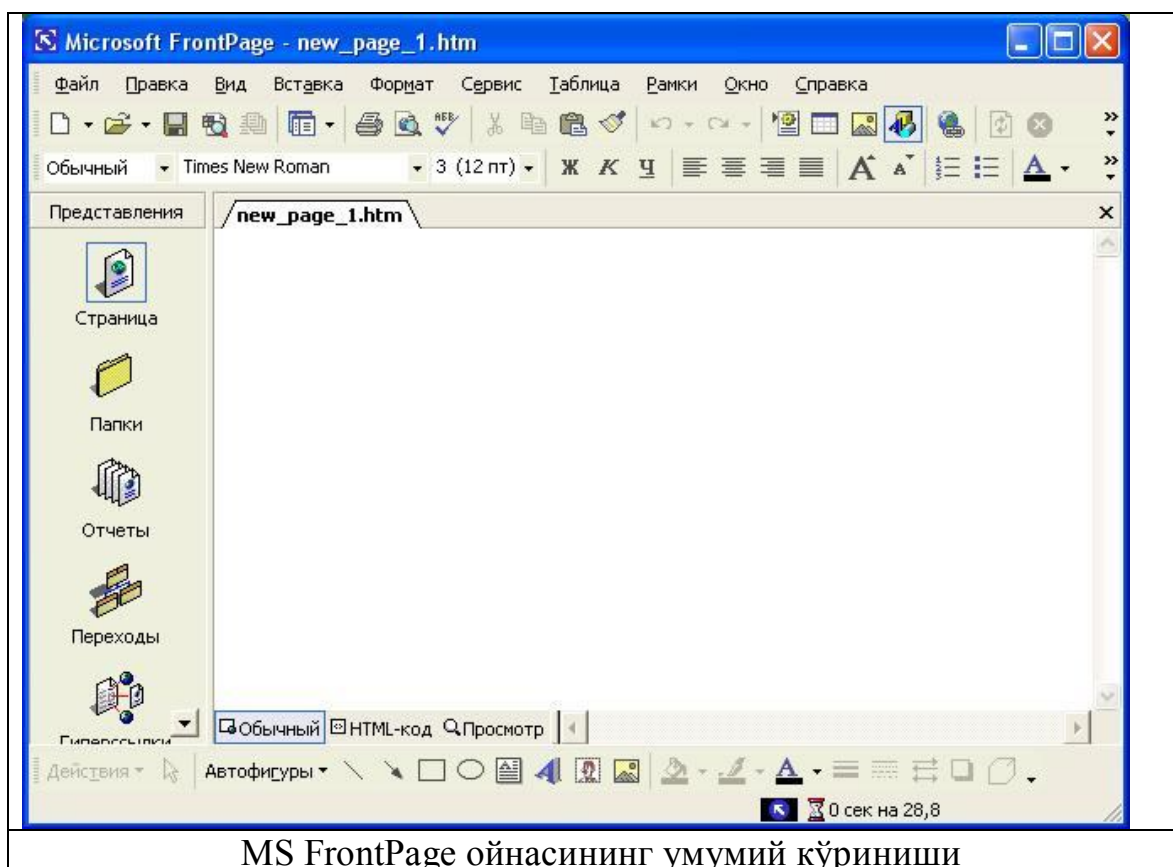 Microsoft FrontPage - new_page_1.htm
Файл Правка Вид Вставка Формат Сервис Таблица Рамки Окно Справка
Обычный Times New Roman 3 (12 пт) Ж К Ч
Представления new_page_1.htm
Страница
Папки
Отчеты
Переходы
Гиперссылки
Обычный HTML-код Просмотр
Действия Автофигуры
0 сек на 28,8
MS FrontPage ойнасининг умумий кўриниши